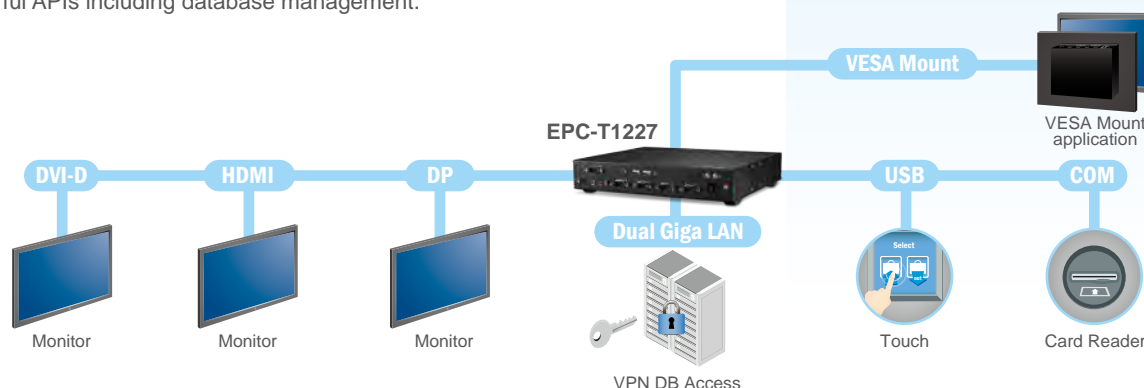 ful APIs including database management.
VESA Mount
VESA Mount
application
EPC-T1227
DVI-D
HDMI
DP
USB
COM
Dual Giga LAN
Select
Monitor
Monitor
Monitor
Touch
Card Reader
VPN DB Access